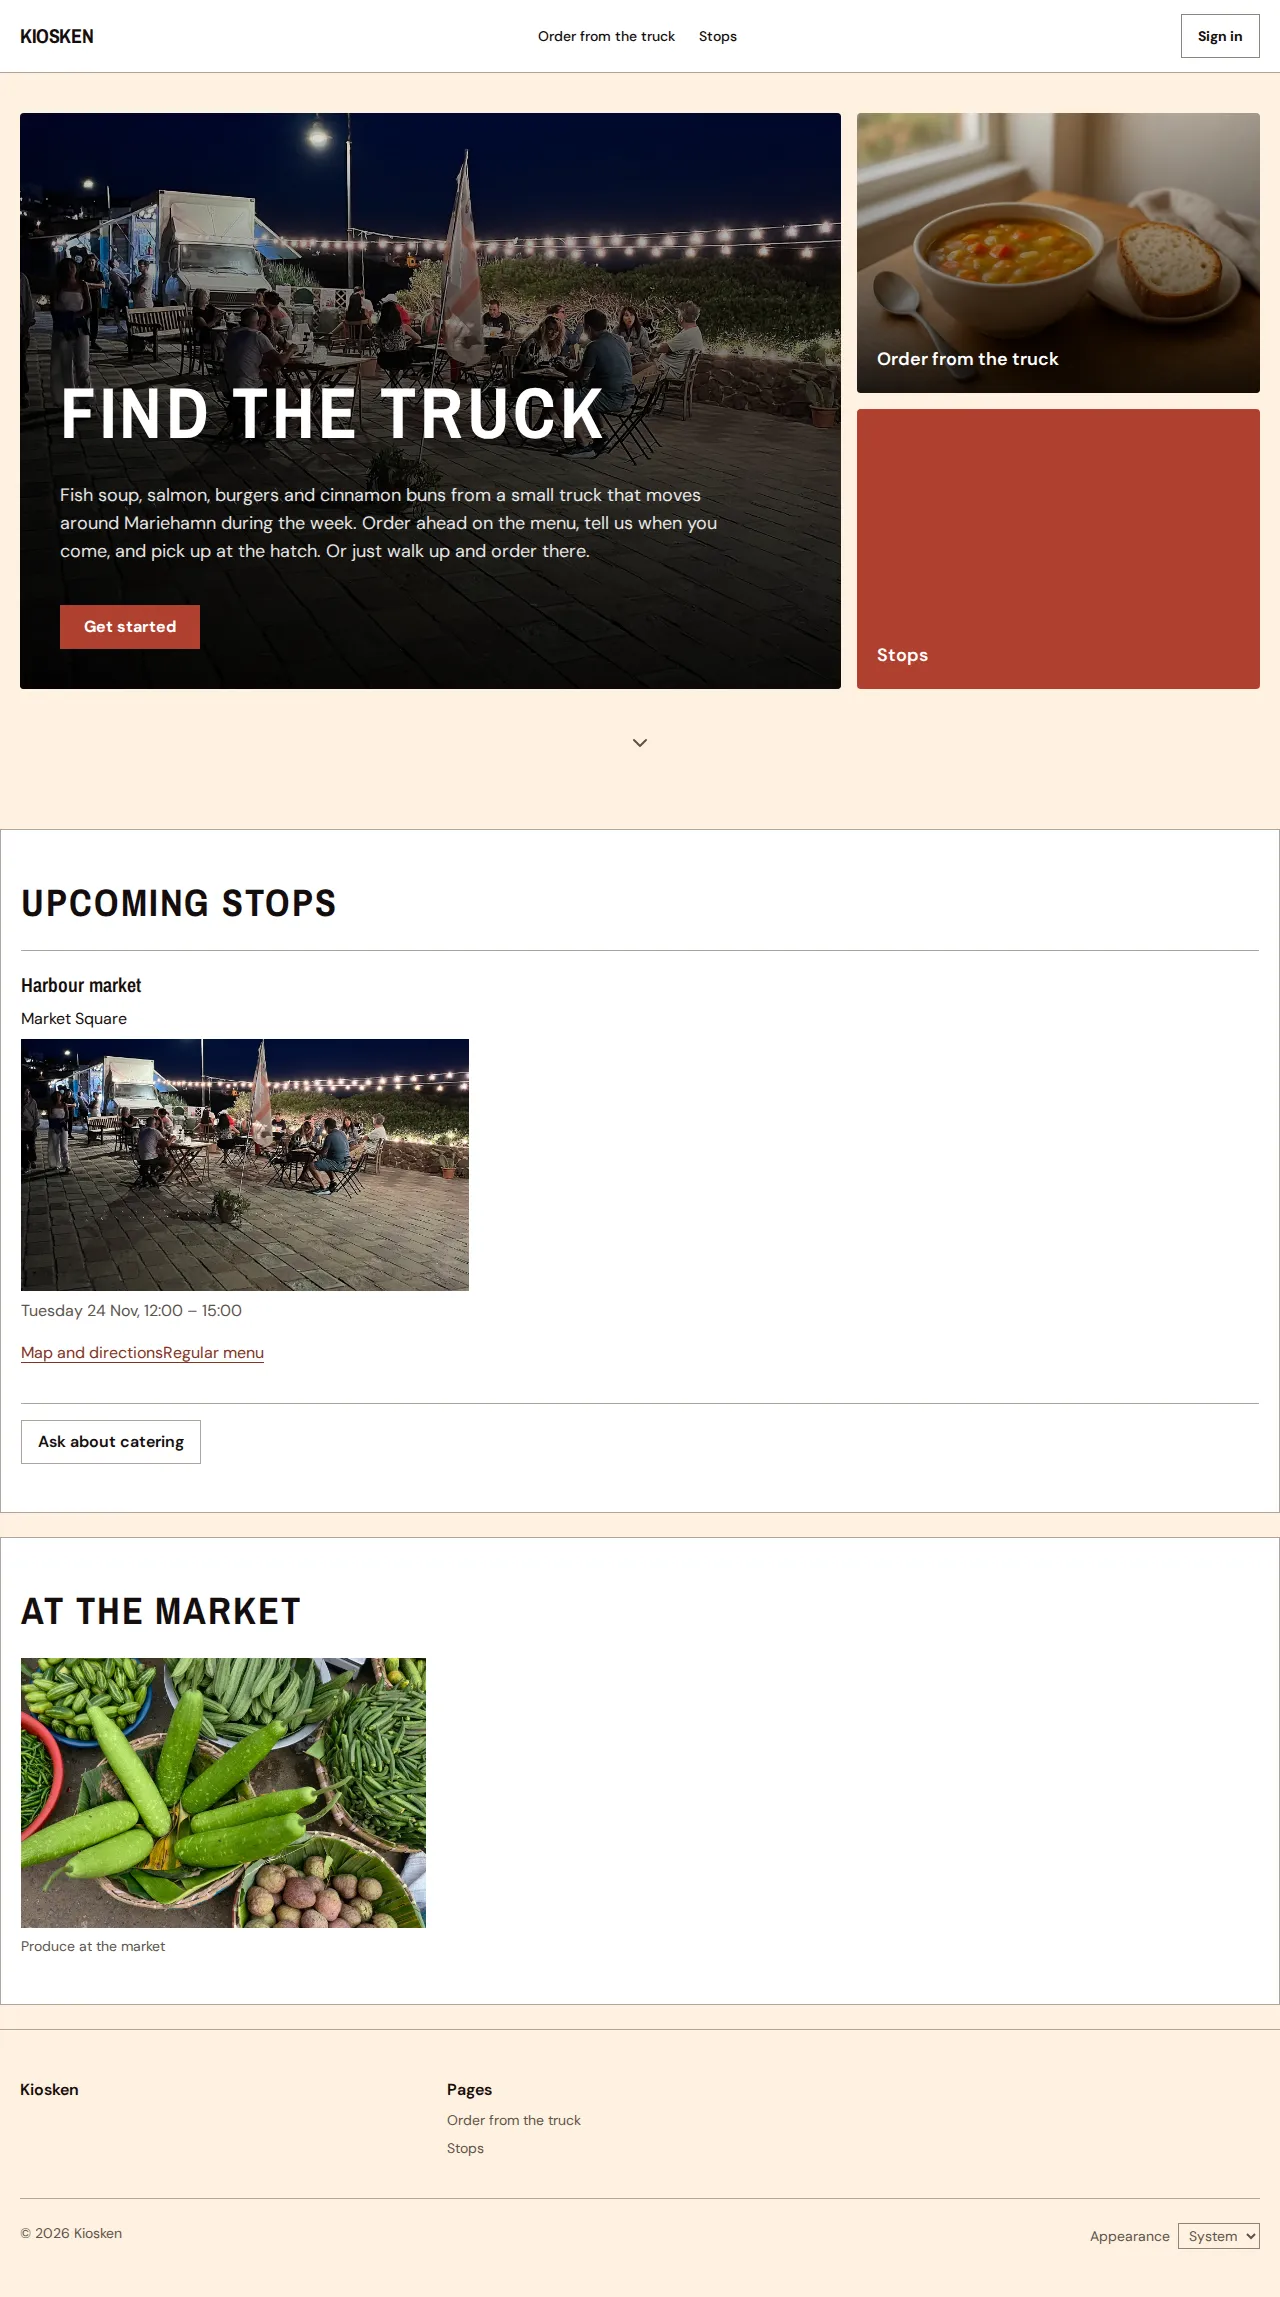 KIOSKEN
Order from the truck
Stops
Sign in
FIND THE TRUCK
Fish soup, salmon, burgers and cinnamon buns from a small truck that moves
around Mariehamn during the week. Order ahead on the menu, tell us when you
come, and pick up at the hatch. Or just walk up and order there.
Get started
Order from the truck
Stops
UPCOMING STOPS
Harbour market
Market Square
Tuesday 24 Nov, 12:00 – 15:00
Map and directionsRegular menu
Ask about catering
AT THE MARKET
Produce at the market
Kiosken
Pages
Order from the truck
Stops
© 2026 Kiosken
Appearance
System